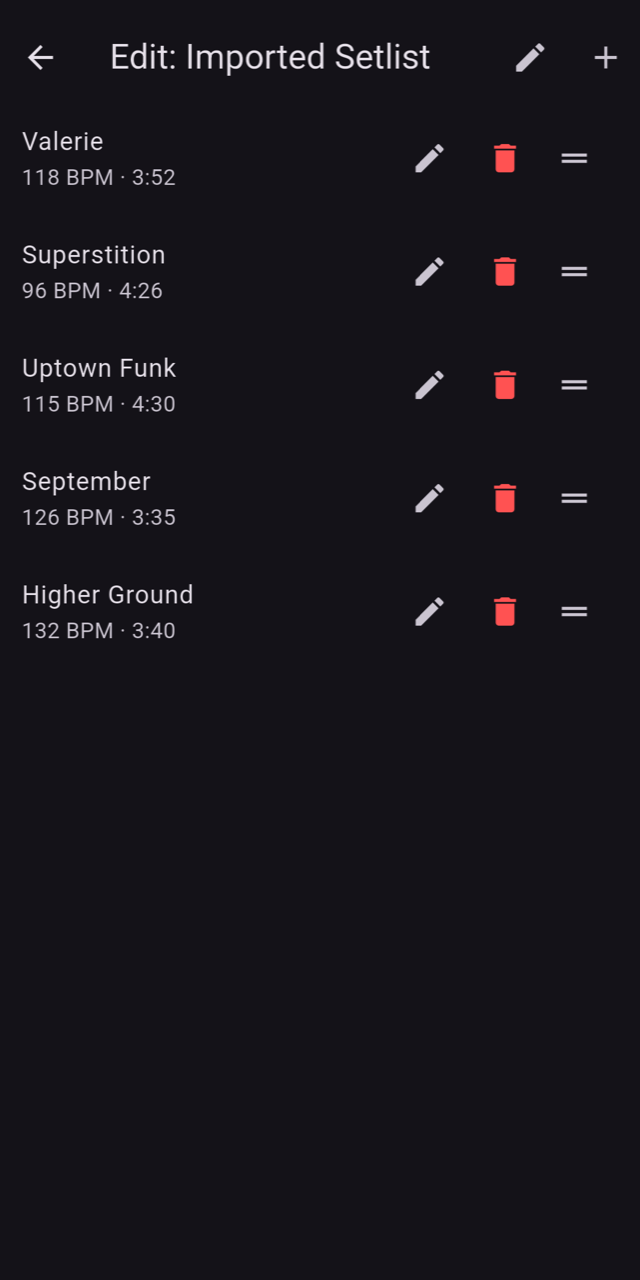 Edit: Imported Setlist
Valerie
118 BPM · 3:52
Superstition
96 BPM · 4:26
Uptown Funk
115 BPM · 4:30
September
126 BPM · 3:35
Higher Ground
132 BPM · 3:40